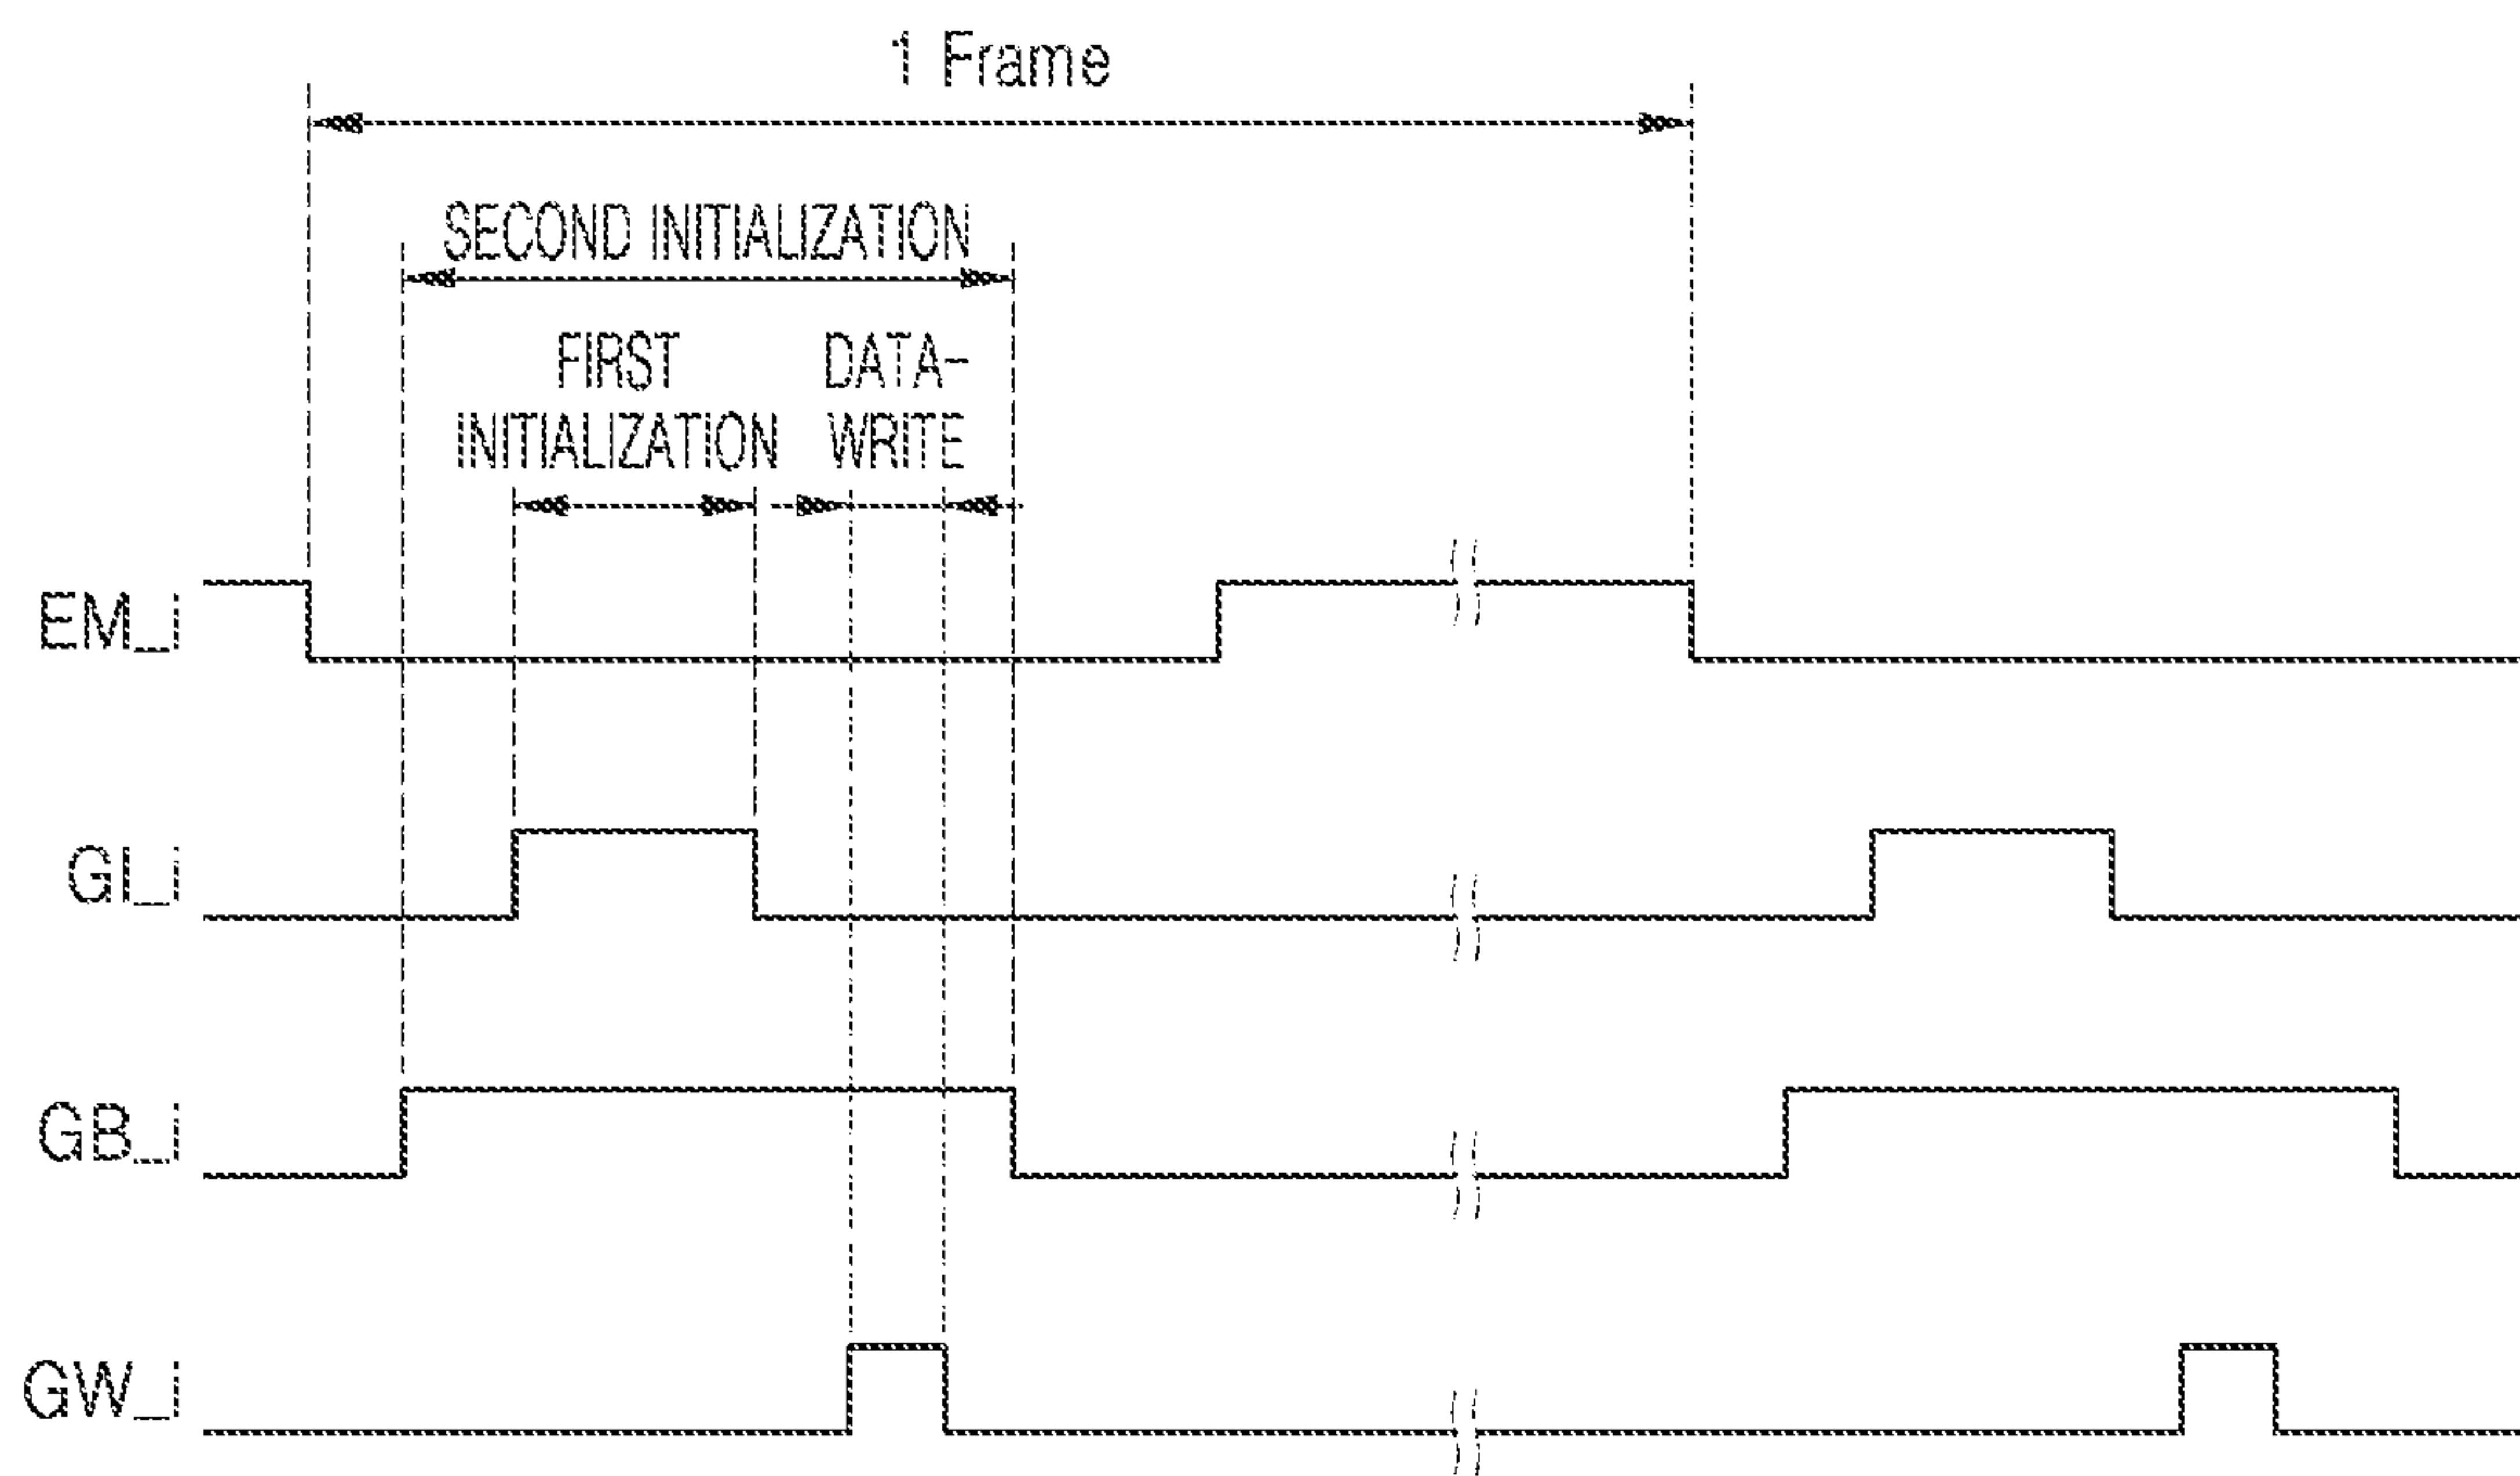 1 Frame
SECOND INITIALIZATION
FIRST
INITIALIZATION
DATA-
WRITE
EM_i
GI_i
GB_i
GW_i